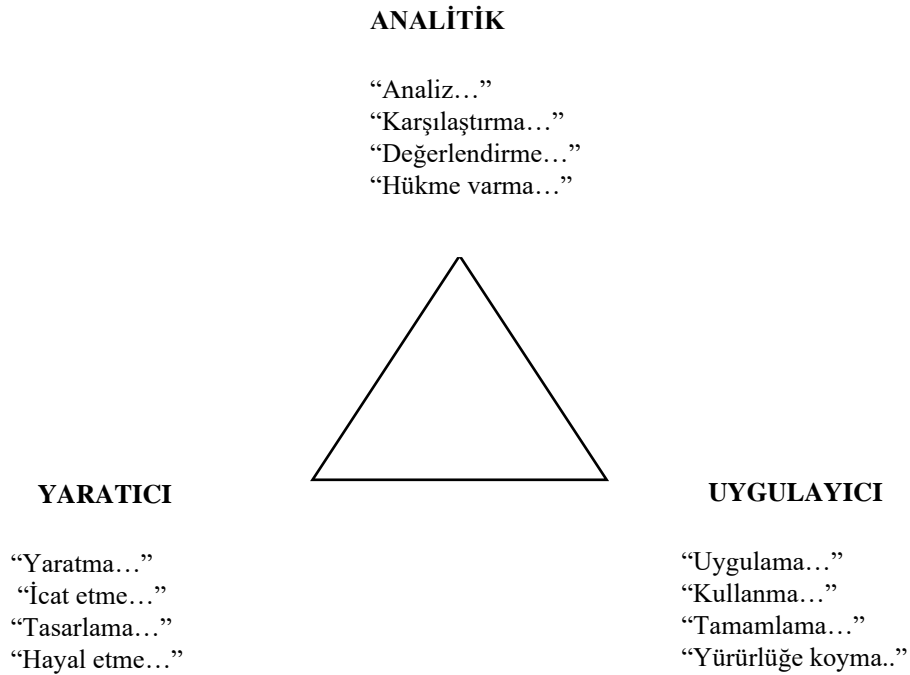 ANALİTİK
“Analiz…”
“Karşılaştırma…”
“Değerlendirme…”
“Hükme varma…”
YARATICI
“Yaratma…”
“İcat etme…”
“Tasarlama…”
“Hayal etme…”
UYGULAYICI
“Uygulama…”
“Kullanma…”
“Tamamlama…”
“Yürürlüğe koyma..”